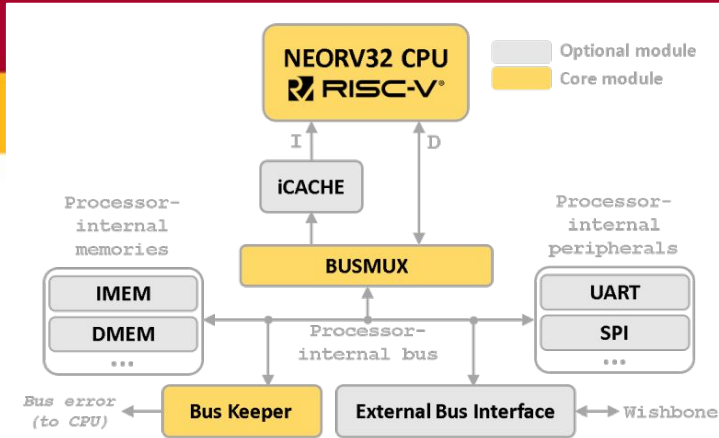 NEORV32 CPU
RISC-V®
Optional module
Core module
I
D
iCACHE
Processor-
internal
memories
Processor-
internal
peripherals
BUSMUX
IMEM
DMEM
...
UART
SPI
...
Processor-
internal bus
Bus error
(to CPU)
Bus Keeper
External Bus Interface
Wishbone